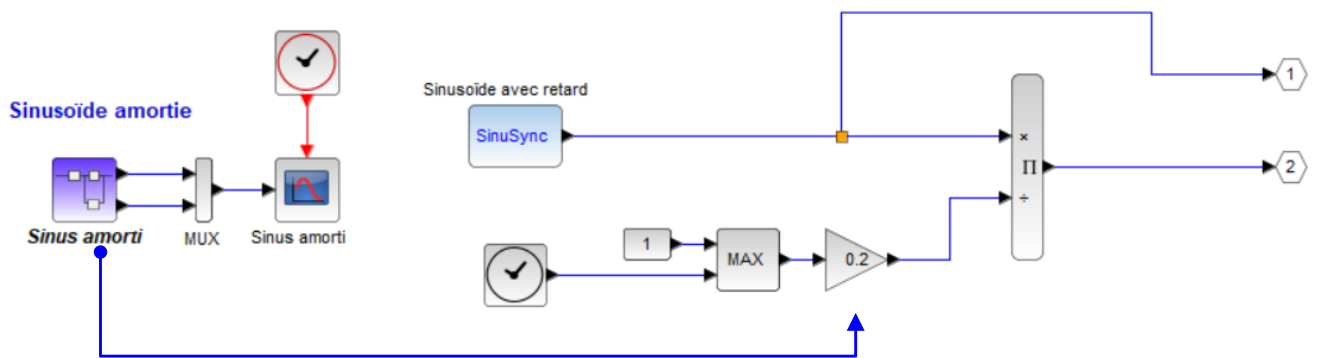 Sinusoïde amortie
Sinus amorti
MUX
Sinus amorti
Sinusoïde avec retard
SinuSync
1
MAX
0.2
×
Π
÷
1
2